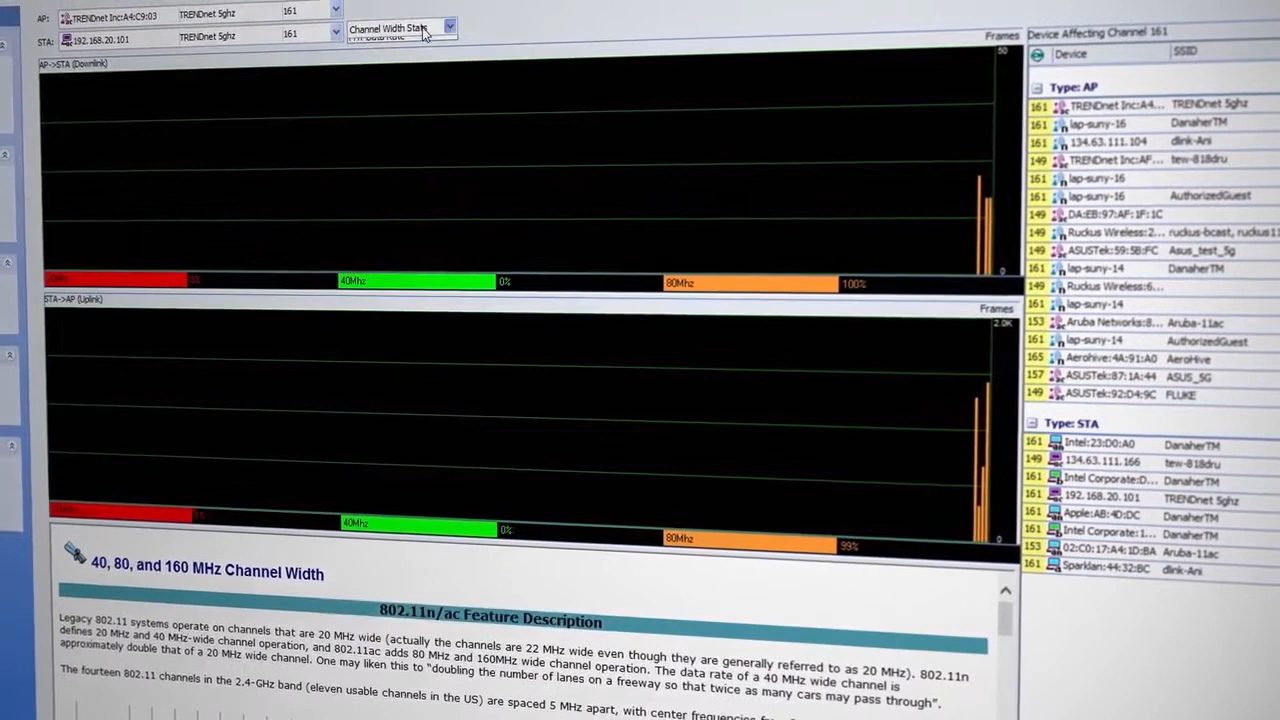 AP: TRENDnet Inc:A4:C9:03 TRENDnet 5ghz 161
STA: 192.168.20.101 TRENDnet 5ghz 161 Channel Width Stats
Frames
AP->STA (Downlink)
50
0
40Mhz 0% 80Mhz 100%
STA->AP (Uplink)
Frames
2.0K
0
40Mhz 0% 80Mhz 99%
40, 80, and 160 MHz Channel Width
802.11n/ac Feature Description
Legacy 802.11 systems operate on channels that are 20 MHz wide (actually the channels are 22 MHz wide even though they are generally referred to as 20 MHz). 802.11n
defines 20 MHz and 40 MHz-wide channel operation, and 802.11ac adds 80 MHz and 160MHz wide channel operation. The data rate of a 40 MHz wide channel is
approximately double that of a 20 MHz wide channel. One may liken this to "doubling the number of lanes on a freeway so that twice as many cars may pass through".
The fourteen 802.11 channels in the 2.4-GHz band (eleven usable channels in the US) are spaced 5 MHz apart, with center
Device Affecting Channel 161
Device SSID
Type: AP
161 TRENDnet Inc:A4... TRENDnet 5ghz
161 lap-suny-16 DanaherTM
161 134.63.111.104 dlink-Ani
149 TRENDnet Inc:AF... tew-818dru
161 lap-suny-16
161 lap-suny-16 AuthorizedGuest
149 DA:EB:97:AF:1F:1C
149 Ruckus Wireless:2... ruckus-bcast, ruckus11
149 ASUSTek:59:5B:FC Asus_test_5g
161 lap-suny-14 DanaherTM
149 Ruckus Wireless:6...
161 lap-suny-14
153 Aruba Networks:8... Aruba-11ac
161 lap-suny-14 AuthorizedGuest
165 Aerohive:4A:91:A0 AeroHive
157 ASUSTek:87:1A:44 ASUS_5G
149 ASUSTek:92:D4:9C FLUKE
Type: STA
161 Intel:23:D0:A0 DanaherTM
149 134.63.111.166 tew-818dru
161 Intel Corporate:D... DanaherTM
161 192.168.20.101 TRENDnet 5ghz
161 Apple:AB:4D:DC DanaherTM
161 Intel Corporate:1... DanaherTM
153 02:C0:17:A4:1D:BA Aruba-11ac
161 Sparklan:44:32:BC dlink-Ani